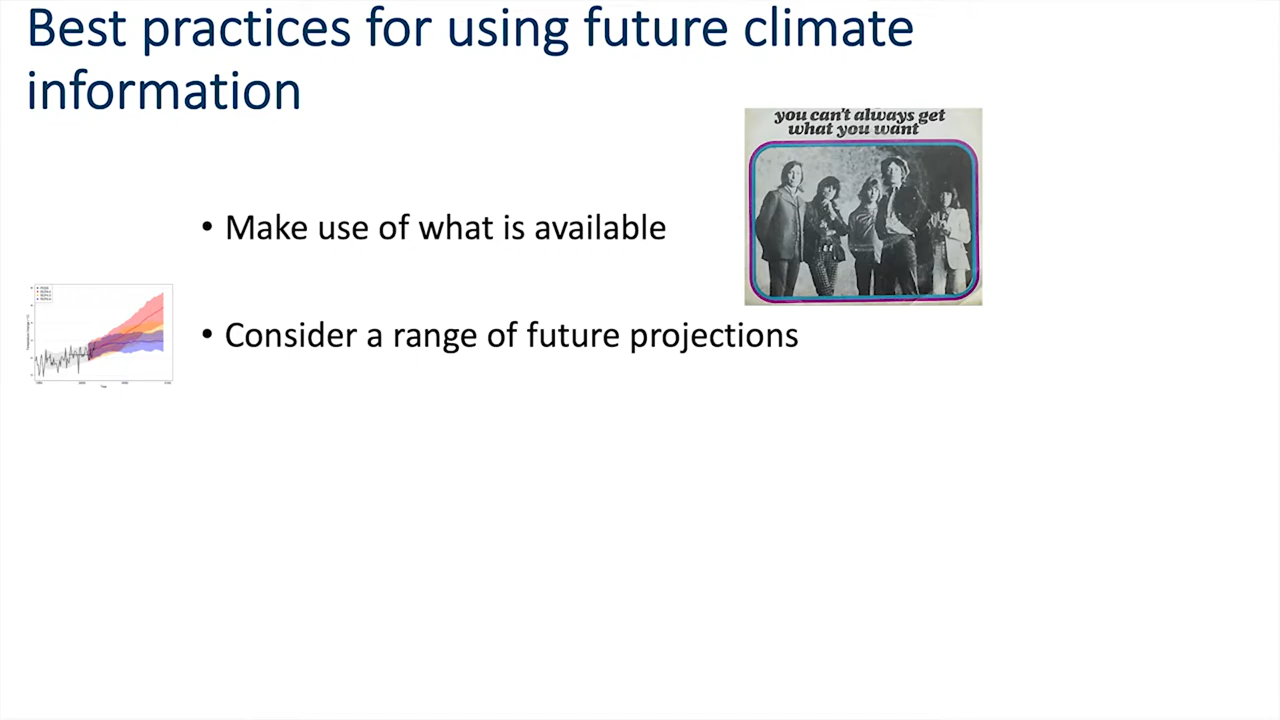 Best practices for using future climate
information
you can't always get
what you want
• Make use of what is available
• Consider a range of future projections